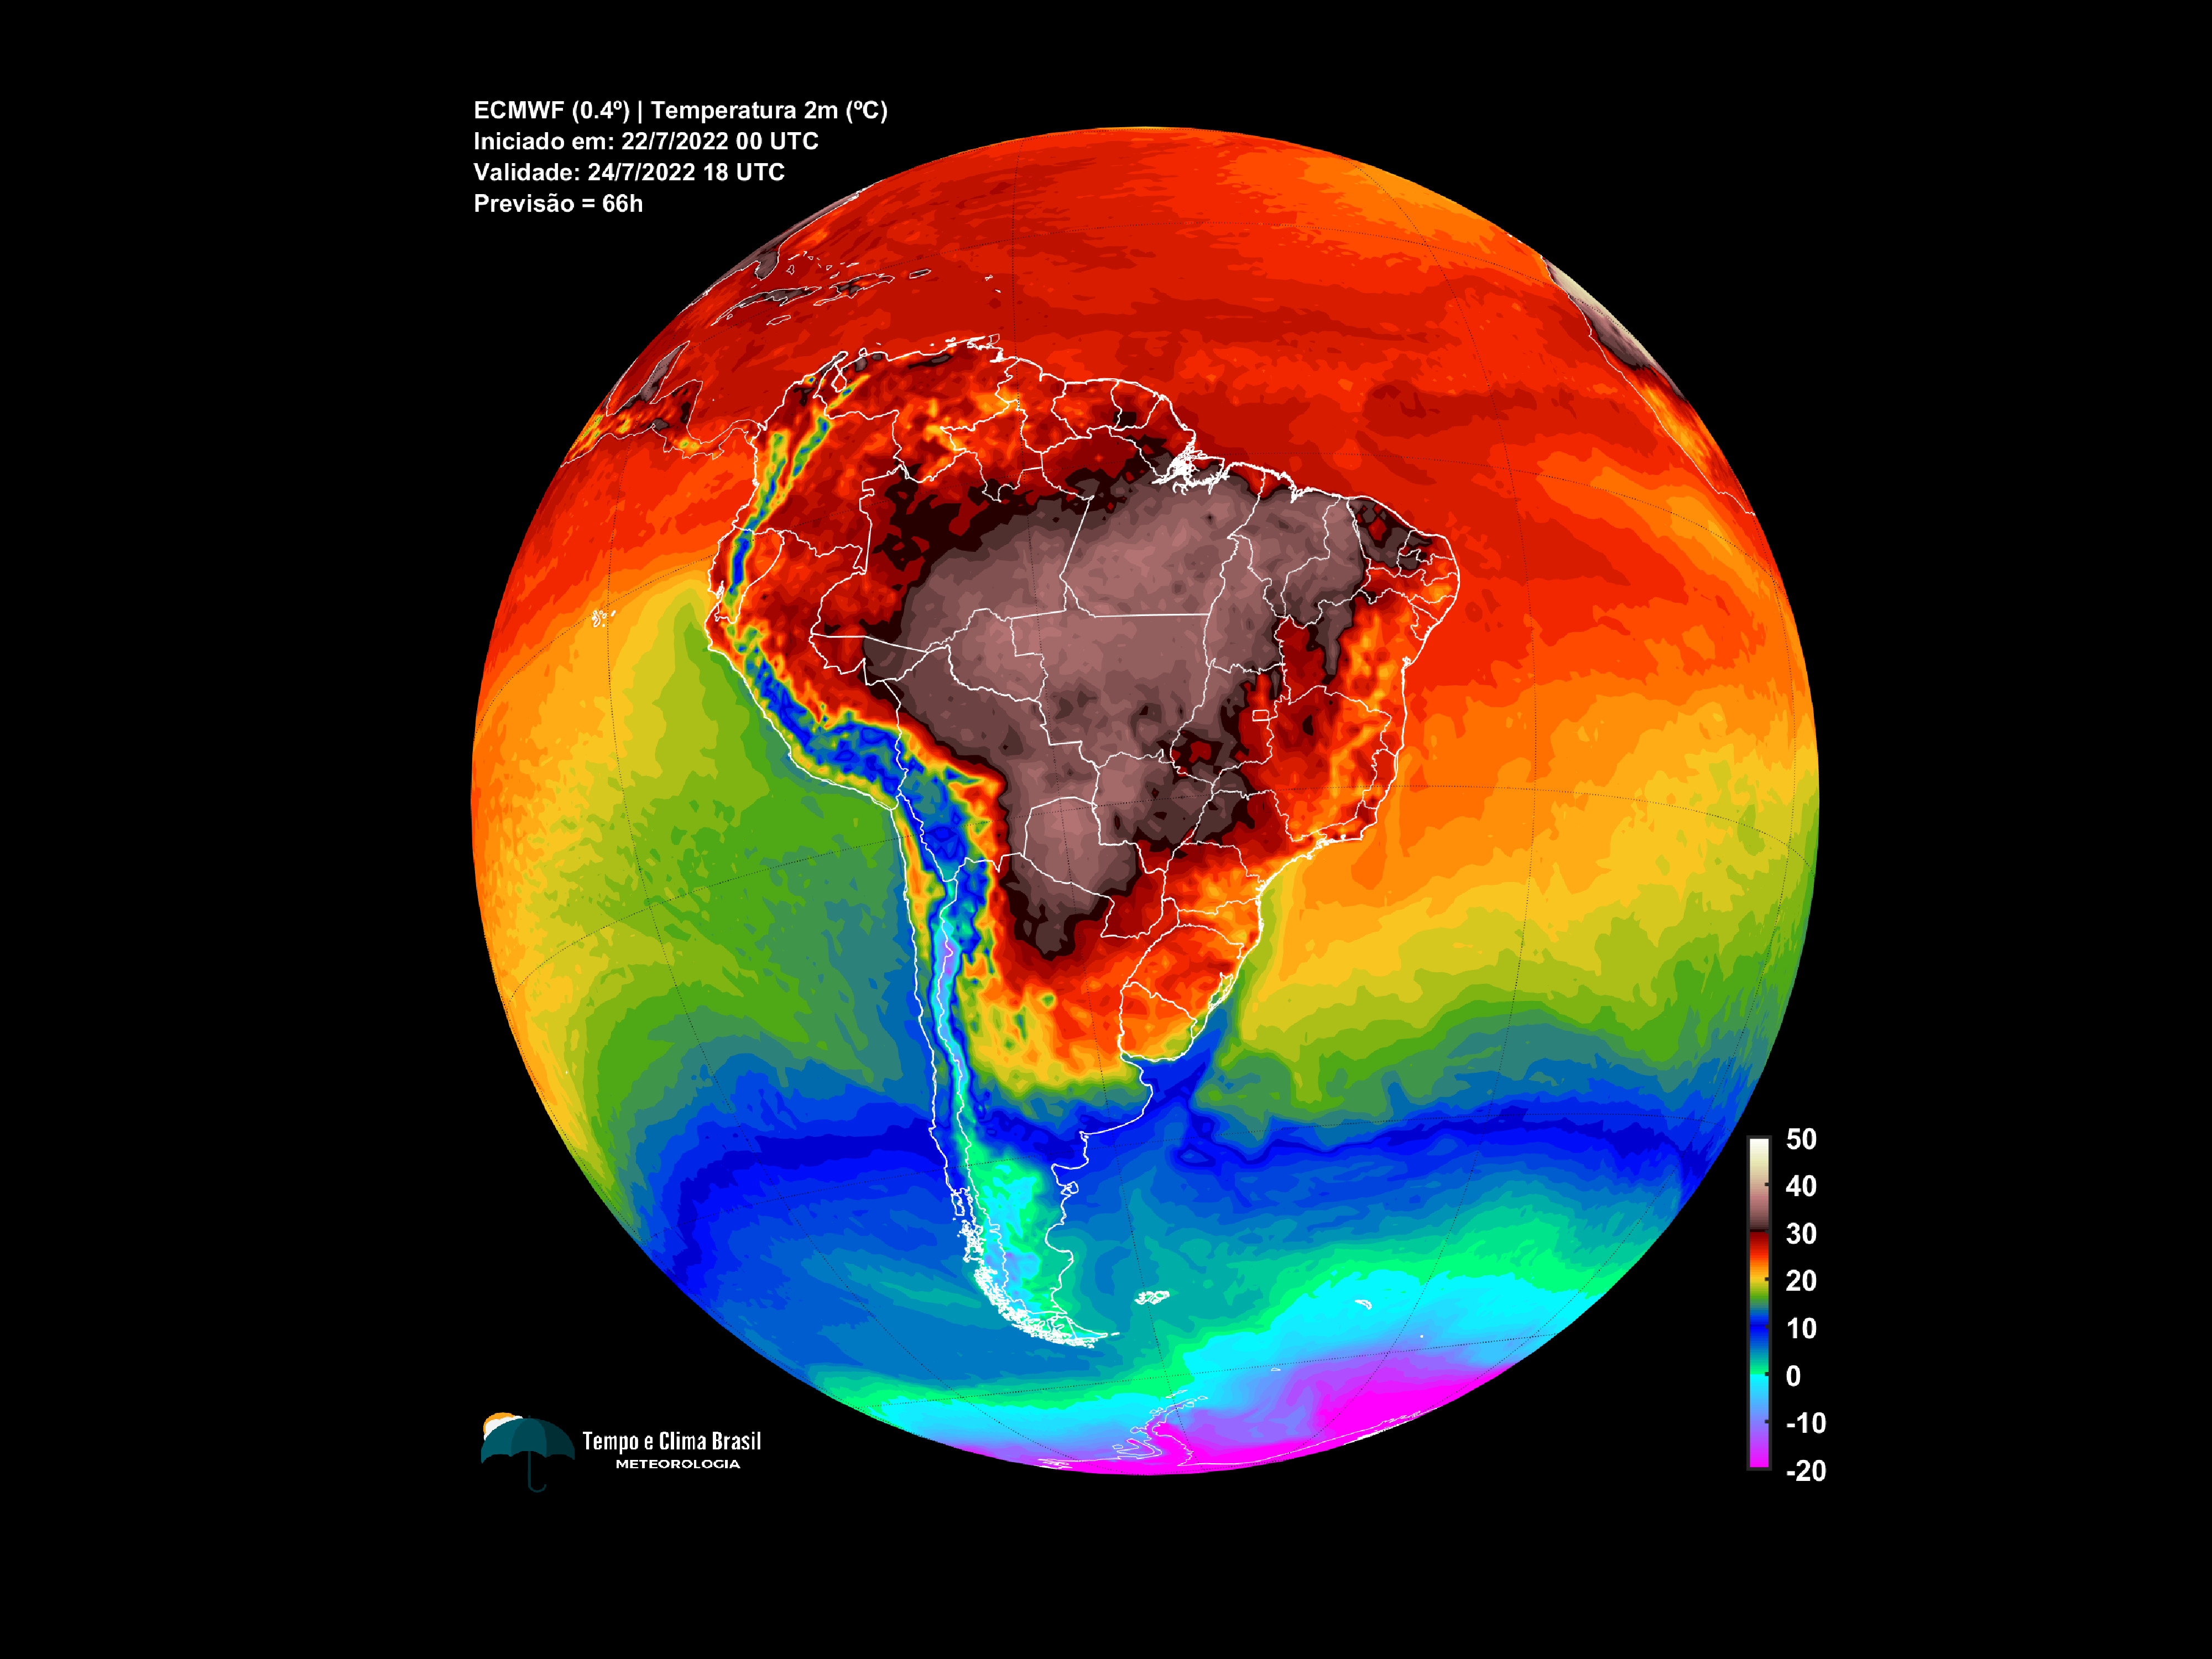 ECMWF (0.4º) | Temperatura 2m (ºC)
Iniciado em: 22/7/2022 00 UTC
Validade: 24/7/2022 18 UTC
Previsão = 66h
50
40
30
20
10
0
-10
-20
Tempo e Clima Brasil
METEOROLOGIA